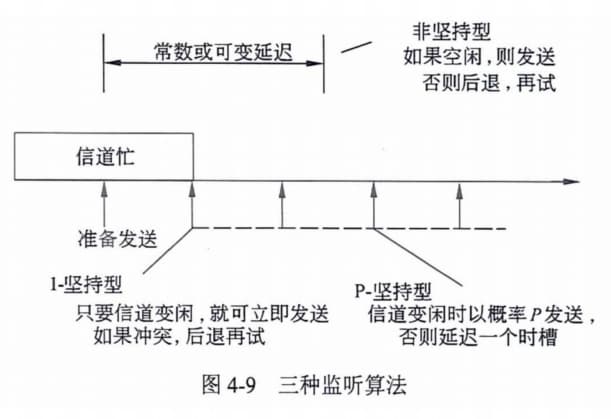 非坚持型
常数或可变延迟
如果空闲，则发送
否则后退，再试
信道忙
准备发送
1-坚持型
只要信道变闲，就可立即发送
如果冲突，后退再试
P-坚持型
信道变闲时以概率P发送，
否则延迟一个时槽
图 4-9 三种监听算法